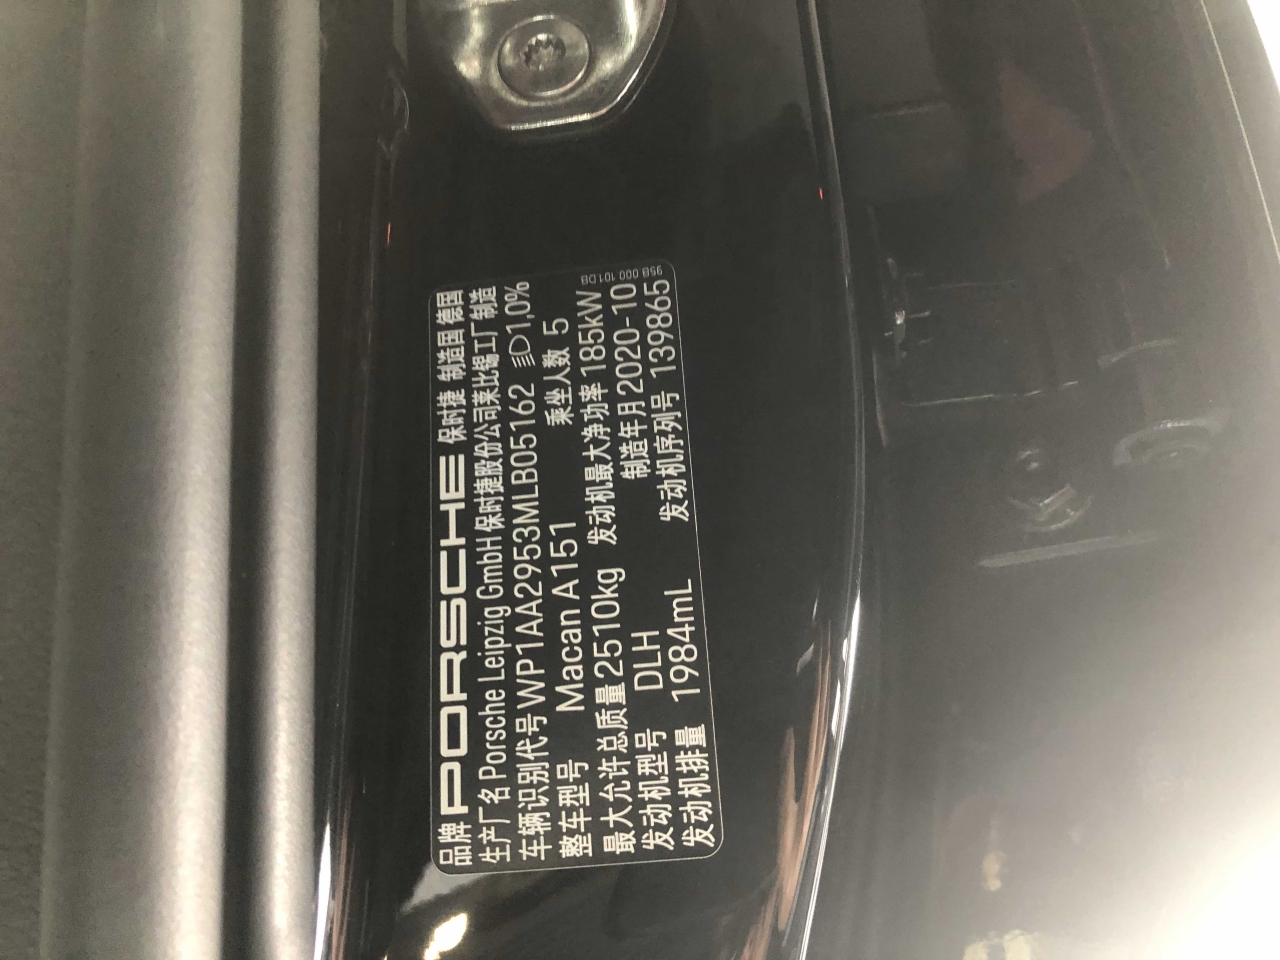 品牌 PORSCHE 保时捷 制造国 德国
生产厂名 Porsche Leipzig GmbH 保时捷股份公司莱比锡工厂制造
车辆识别代号 WP1AA2953MLB05162 1,0%
整车型号 Macan A151 乘坐人数 5
最大允许总质量 2510kg 发动机最大净功率 185kW
发动机型号 DLH 制造年月 2020-10
发动机排量 1984mL 发动机序列号 139865
95B 000 101 DB